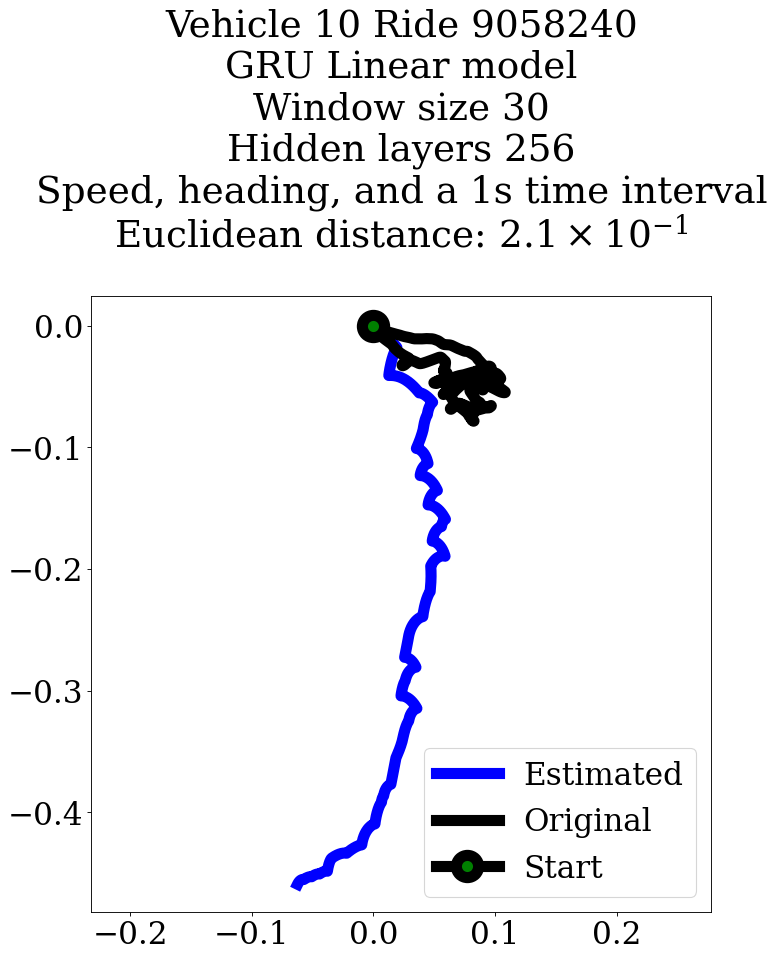 Vehicle 10 Ride 9058240
GRU Linear model
Window size 30
Hidden layers 256
Speed, heading, and a 1s time interval
Euclidean distance: 2.1 × 10⁻¹
0.0
−0.1
−0.2
−0.3
−0.4
Estimated
Original
Start
−0.2 −0.1 0.0 0.1 0.2